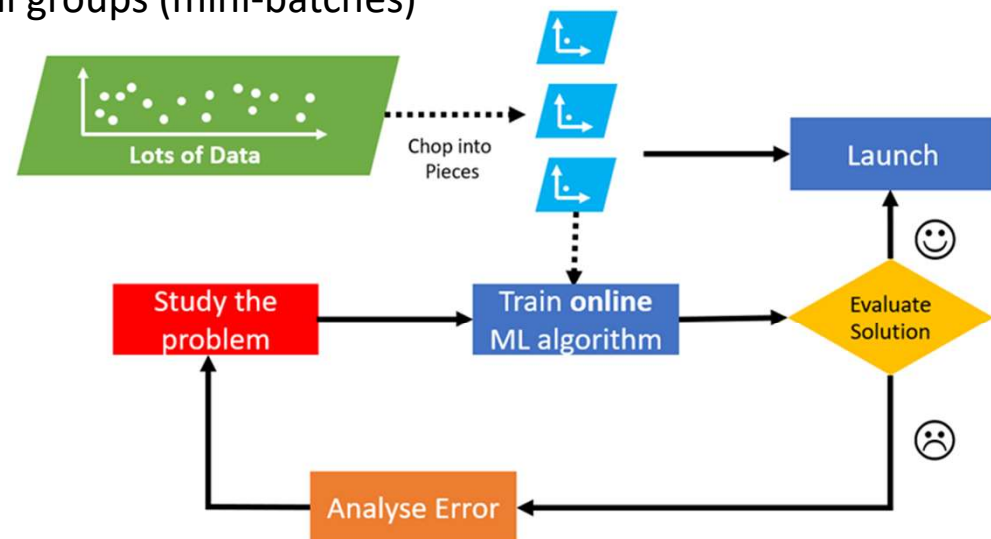 groups (mini-batches)
Lots of Data
Chop into
Pieces
Launch
Study the
problem
Train online
ML algorithm
Evaluate
Solution
Analyse Error